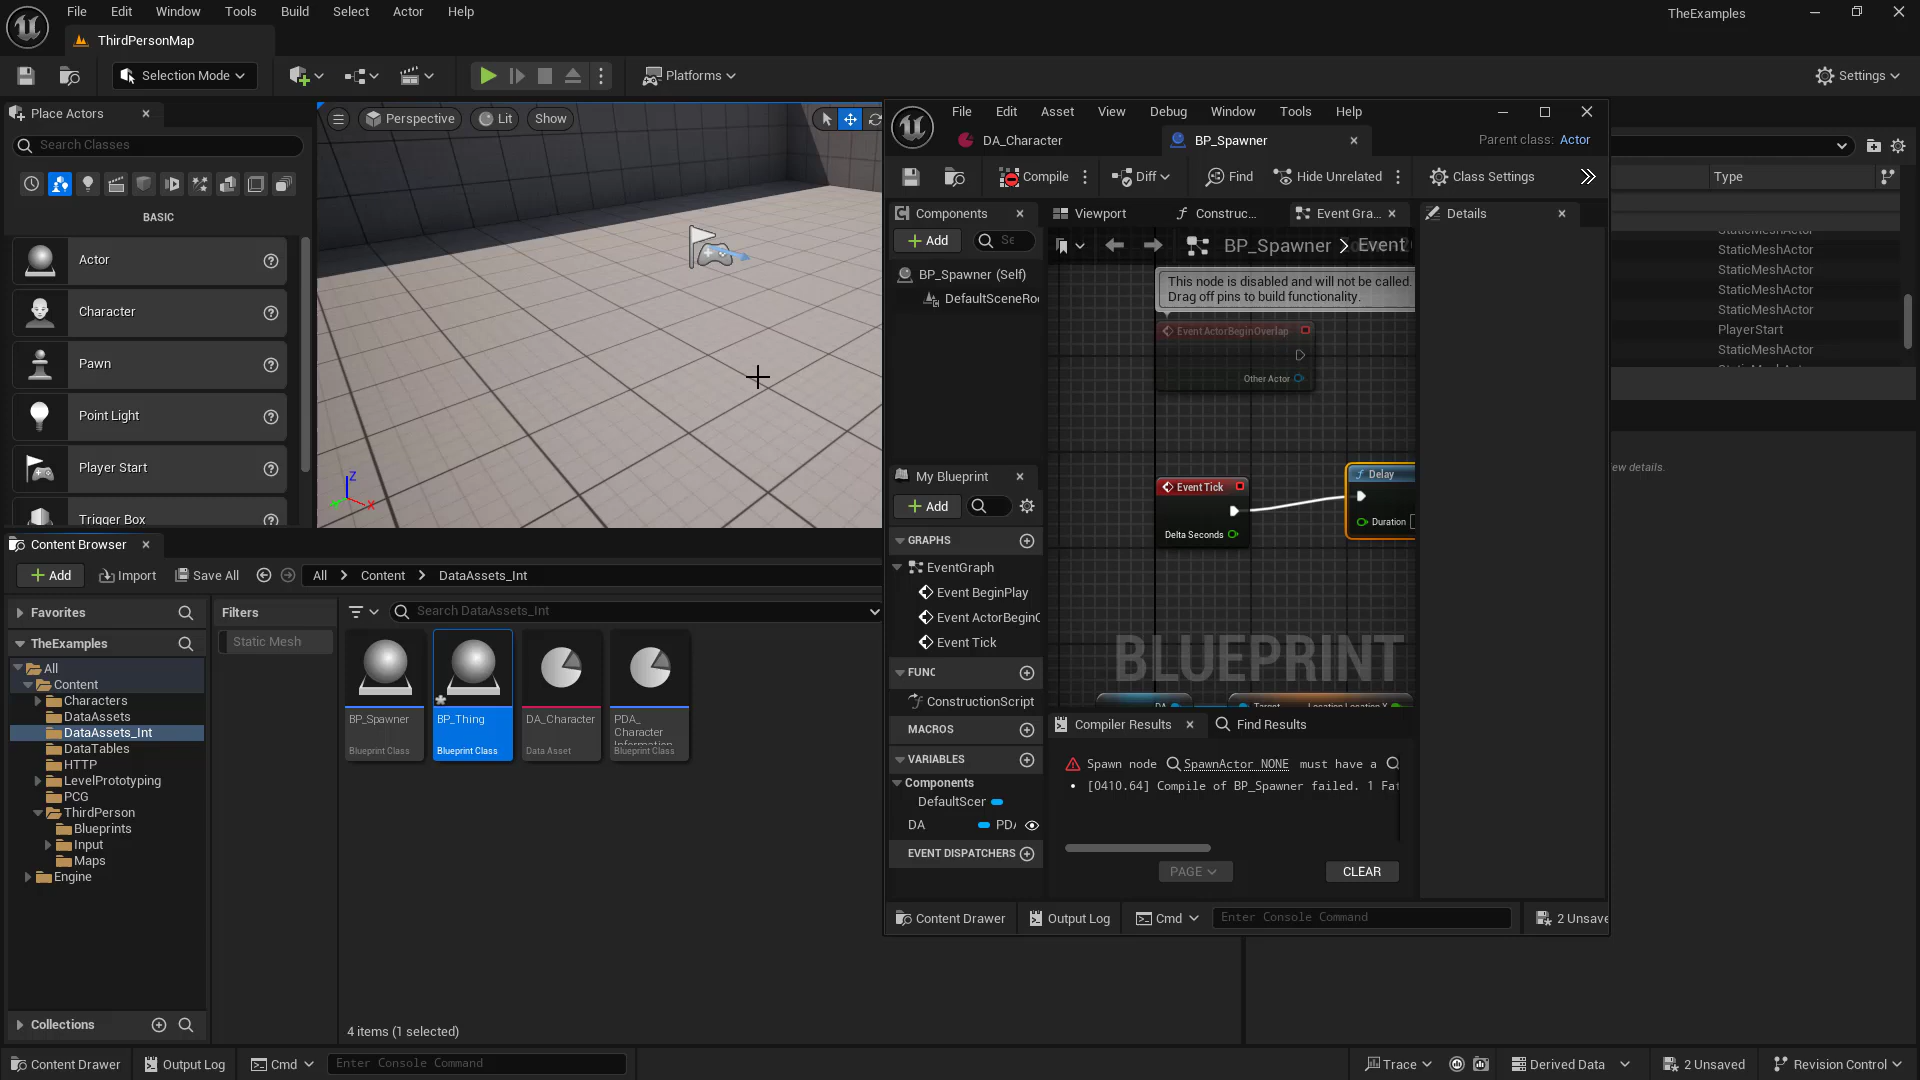 File Edit Window Tools Build Select Actor Help
TheExamples
ThirdPersonMap
Selection Mode
Platforms
Settings
Place Actors
Search Classes
BASIC
Actor
Character
Pawn
Point Light
Player Start
Trigger Box
Perspective Lit Show
Z
X
File Edit Asset View Debug Window Tools Help
DA_Character
BP_Spawner
Parent class: Actor
Compile Diff Find Hide Unrelated Class Settings
Components
Add
Se
BP_Spawner (Self)
DefaultSceneRo
Viewport Construc... Event Gra... Details
BP_Spawner > Event
This node is disabled and will not be called.
Drag off pins to build functionality.
Event ActorBeginOverlap
Other Actor
Event Tick
Delta Seconds
Delay
Duration
BLUEPRINT
DA
Target Location Location X
My Blueprint
Add
GRAPHS
EventGraph
Event BeginPlay
Event ActorBegin
Event Tick
FUNC
ConstructionScript
MACROS
VARIABLES
Components
DefaultScer
DA PD
EVENT DISPATCHERS
Compiler Results Find Results
Spawn node SpawnActor NONE must have a
[0410.64] Compile of BP_Spawner failed. 1 Fat
PAGE CLEAR
Content Drawer Output Log Cmd Enter Console Command 2 Unsave
Type
StaticMeshActor
StaticMeshActor
StaticMeshActor
StaticMeshActor
StaticMeshActor
PlayerStart
StaticMeshActor
StaticMeshActor
ew details.
Content Browser
Add Import Save All All > Content > DataAssets_Int
Favorites
TheExamples
All
Content
Characters
DataAssets
DataAssets_Int
DataTables
HTTP
LevelPrototyping
PCG
ThirdPerson
Blueprints
Input
Maps
Engine
Collections
Filters
Static Mesh
Search DataAssets_Int
BP_Spawner
Blueprint Class
BP_Thing
Blueprint Class
DA_Character
Data Asset
PDA_
Character
Information
Blueprint Class
4 items (1 selected)
Content Drawer Output Log Cmd Enter Console Command
Trace Derived Data 2 Unsaved Revision Control